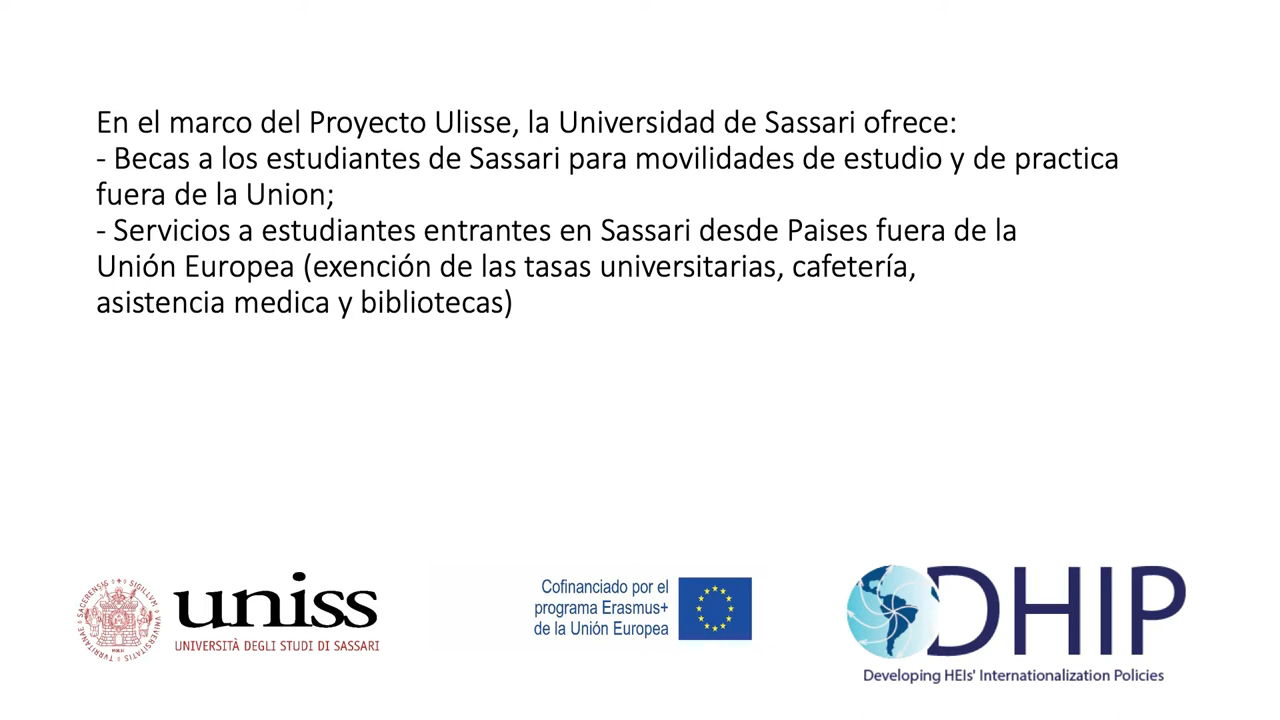 En el marco del Proyecto Ulisse, la Universidad de Sassari ofrece:
- Becas a los estudiantes de Sassari para movilidades de estudio y de practica
fuera de la Union;
- Servicios a estudiantes entrantes en Sassari desde Paises fuera de la
Unión Europea (exención de las tasas universitarias, cafetería,
asistencia medica y bibliotecas)
uniss
UNIVERSITÀ DEGLI STUDI DI SASSARI
Cofinanciado por el
programa Erasmus+
de la Unión Europea
DHIP
Developing HEIs' Internationalization Policies